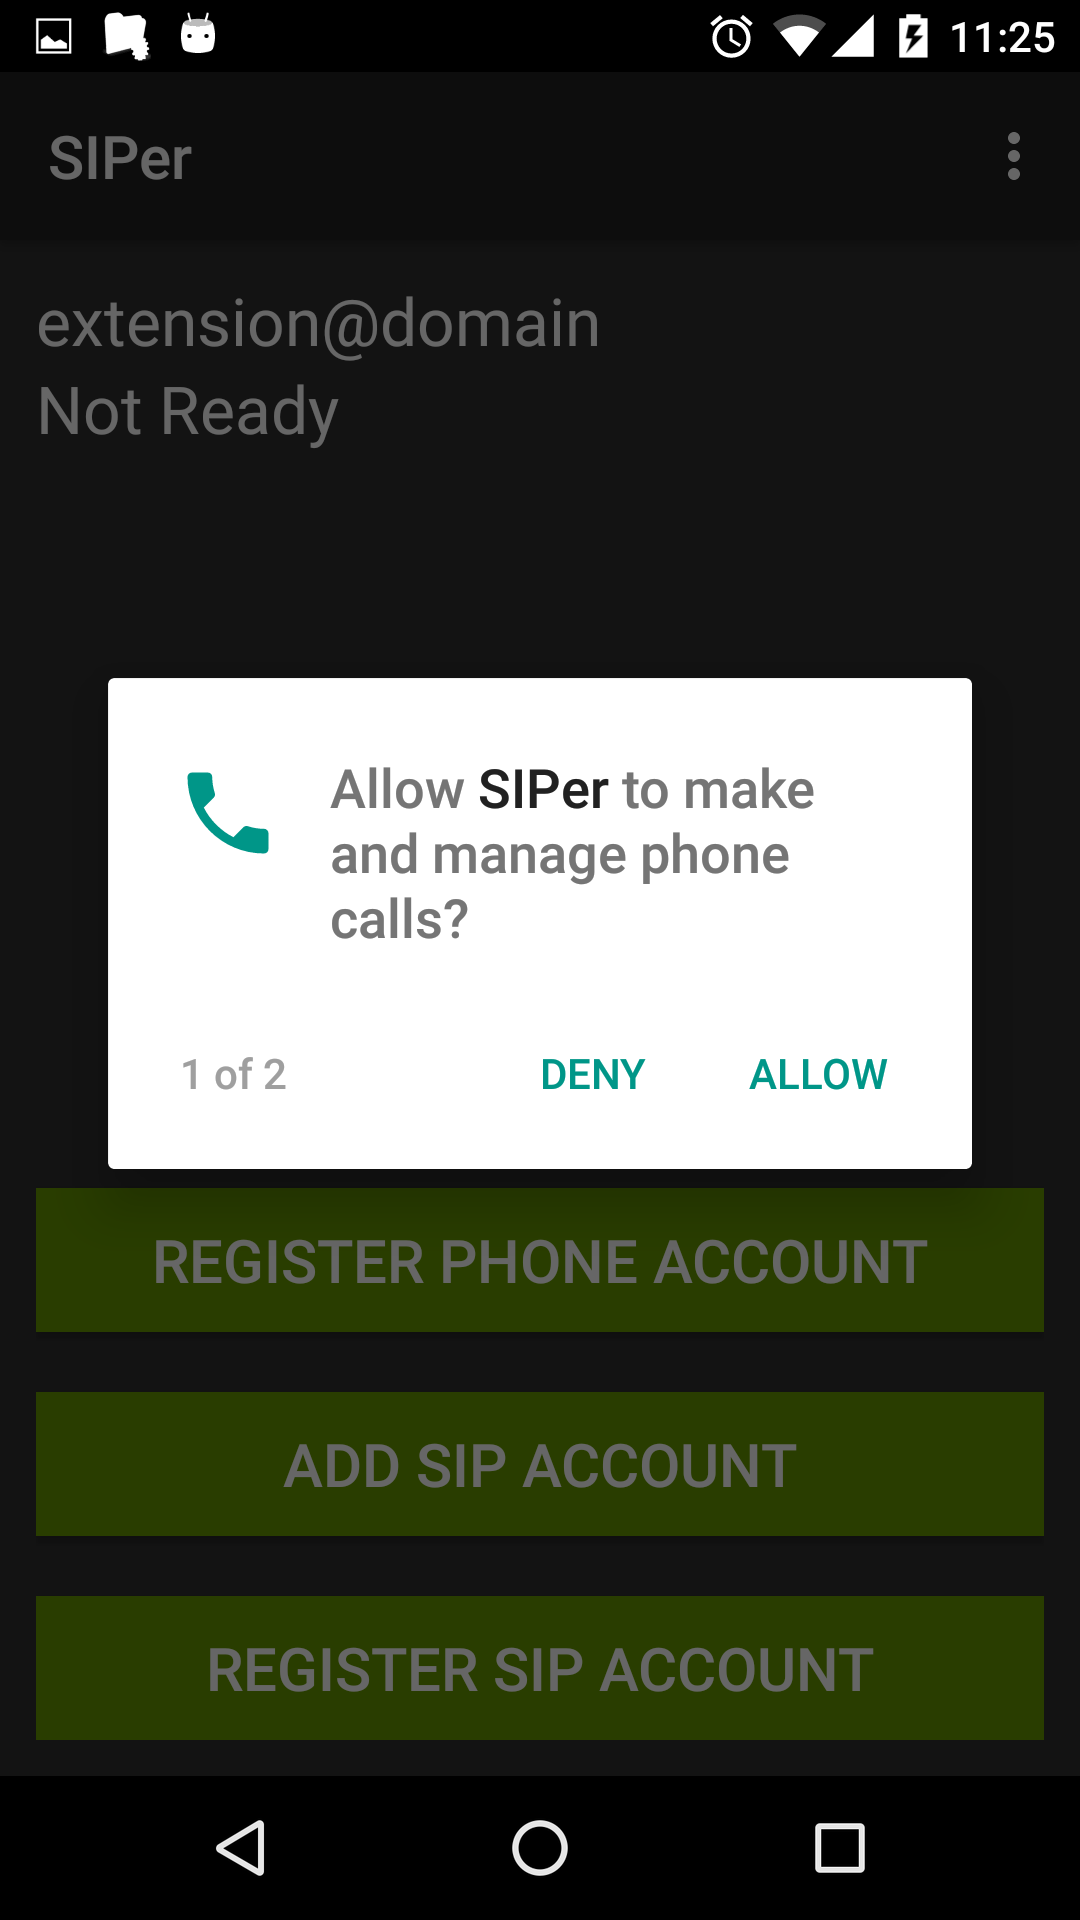 11:25
SIPer
extension@domain
Not Ready
Allow SIPer to make
and manage phone
calls?
1 of 2
DENY
ALLOW
REGISTER PHONE ACCOUNT
ADD SIP ACCOUNT
REGISTER SIP ACCOUNT